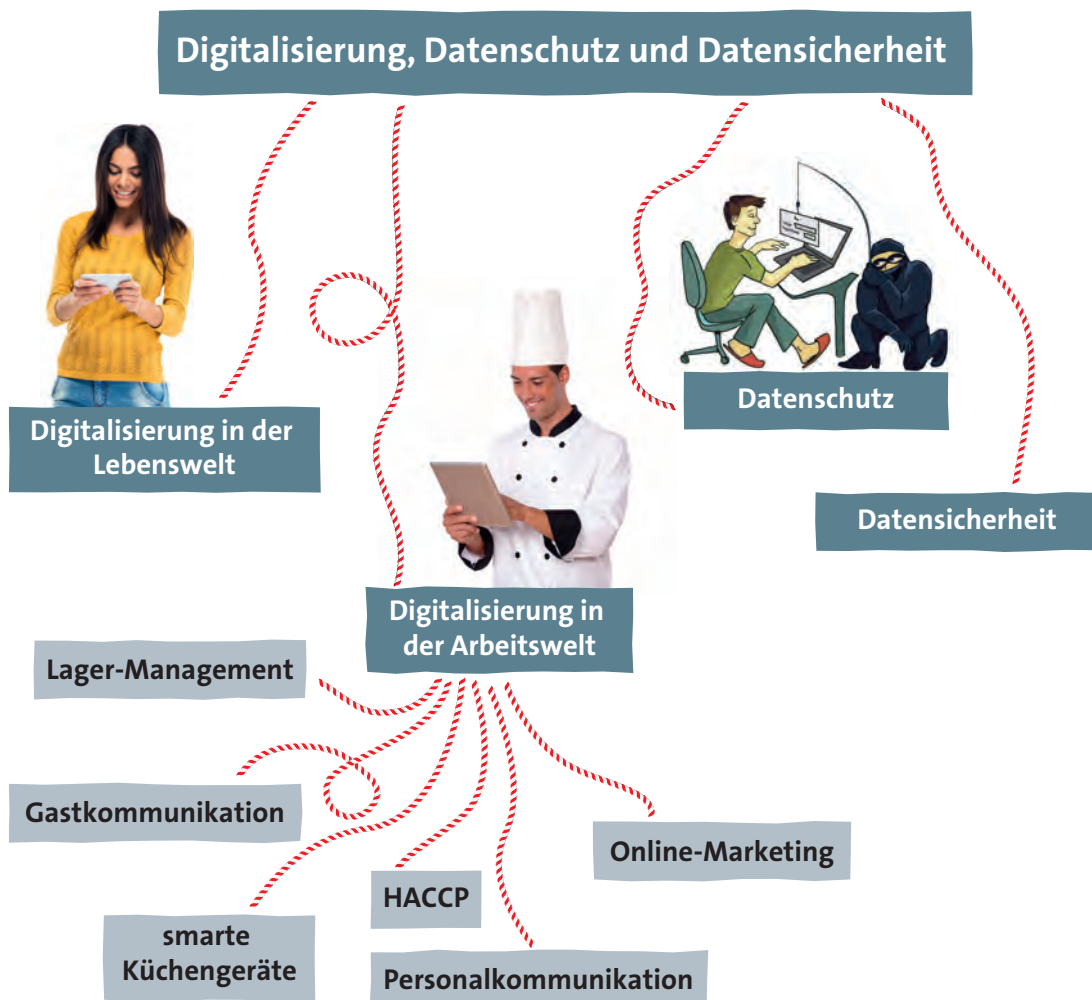 Digitalisierung, Datenschutz und Datensicherheit
Digitalisierung in der
Lebenswelt
Datenschutz
Datensicherheit
Digitalisierung in
der Arbeitswelt
Lager-Management
Gastkommunikation
smarte
Küchengeräte
HACCP
Personalkommunikation
Online-Marketing